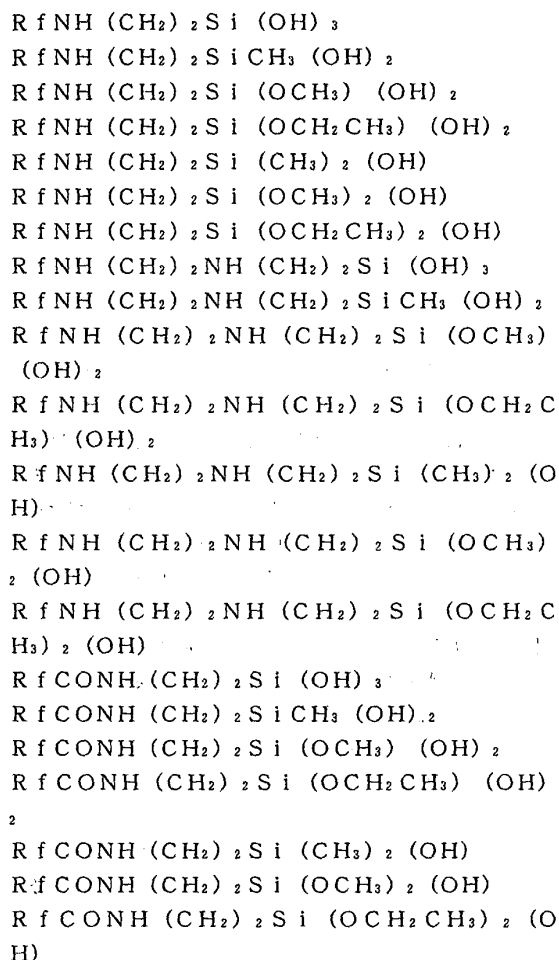 RfNH (CH₂) ₂Si (OH) ₃
RfNH (CH₂) ₂SiCH₃ (OH) ₂
RfNH (CH₂) ₂Si (OCH₃) (OH) ₂
RfNH (CH₂) ₂Si (OCH₂CH₃) (OH) ₂
RfNH (CH₂) ₂Si (CH₃) ₂ (OH)
RfNH (CH₂) ₂Si (OCH₃) ₂ (OH)
RfNH (CH₂) ₂Si (OCH₂CH₃) ₂ (OH)
RfNH (CH₂) ₂NH (CH₂) ₂Si (OH) ₃
RfNH (CH₂) ₂NH (CH₂) ₂SiCH₃ (OH) ₂
RfNH (CH₂) ₂NH (CH₂) ₂Si (OCH₃)
(OH) ₂
RfNH (CH₂) ₂NH (CH₂) ₂Si (OCH₂C
H₃) (OH) ₂
RfNH (CH₂) ₂NH (CH₂) ₂Si (CH₃) ₂ (O
H)
RfNH (CH₂) ₂NH (CH₂) ₂Si (OCH₃)
₂ (OH)
RfNH (CH₂) ₂NH (CH₂) ₂Si (OCH₂C
H₃) ₂ (OH)
RfCONH (CH₂) ₂Si (OH) ₃
RfCONH (CH₂) ₂SiCH₃ (OH) ₂
RfCONH (CH₂) ₂Si (OCH₃) (OH) ₂
RfCONH (CH₂) ₂Si (OCH₂CH₃) (OH)
₂
RfCONH (CH₂) ₂Si (CH₃) ₂ (OH)
RfCONH (CH₂) ₂Si (OCH₃) ₂ (OH)
RfCONH (CH₂) ₂Si (OCH₂CH₃) ₂ (O
H)